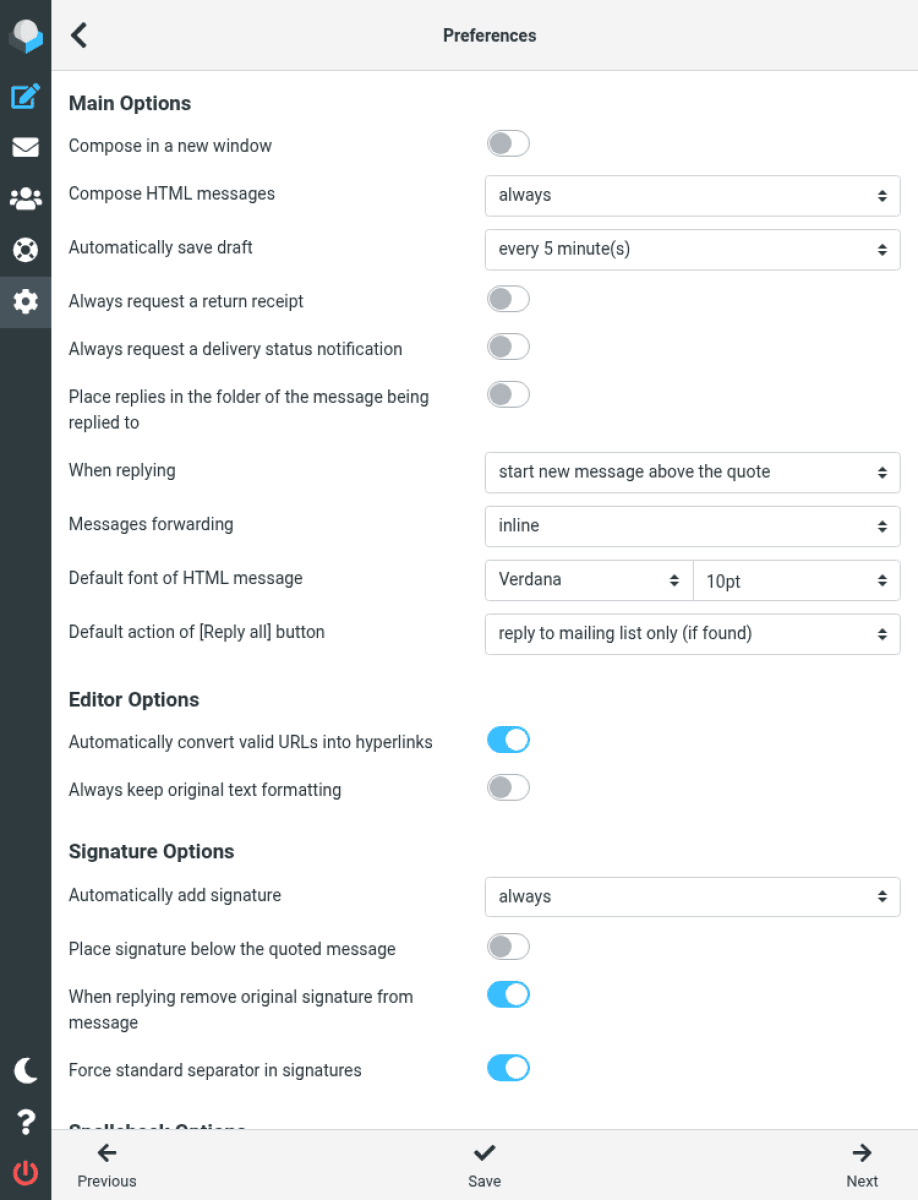 Preferences
Main Options
Compose in a new window
Compose HTML messages
always
Automatically save draft
every 5 minute(s)
Always request a return receipt
Always request a delivery status notification
Place replies in the folder of the message being
replied to
When replying
start new message above the quote
Messages forwarding
inline
Default font of HTML message
Verdana
10pt
Default action of [Reply all] button
reply to mailing list only (if found)
Editor Options
Automatically convert valid URLs into hyperlinks
Always keep original text formatting
Signature Options
Automatically add signature
always
Place signature below the quoted message
When replying remove original signature from
message
Force standard separator in signatures
Spellcheck Options
Previous
Save
Next